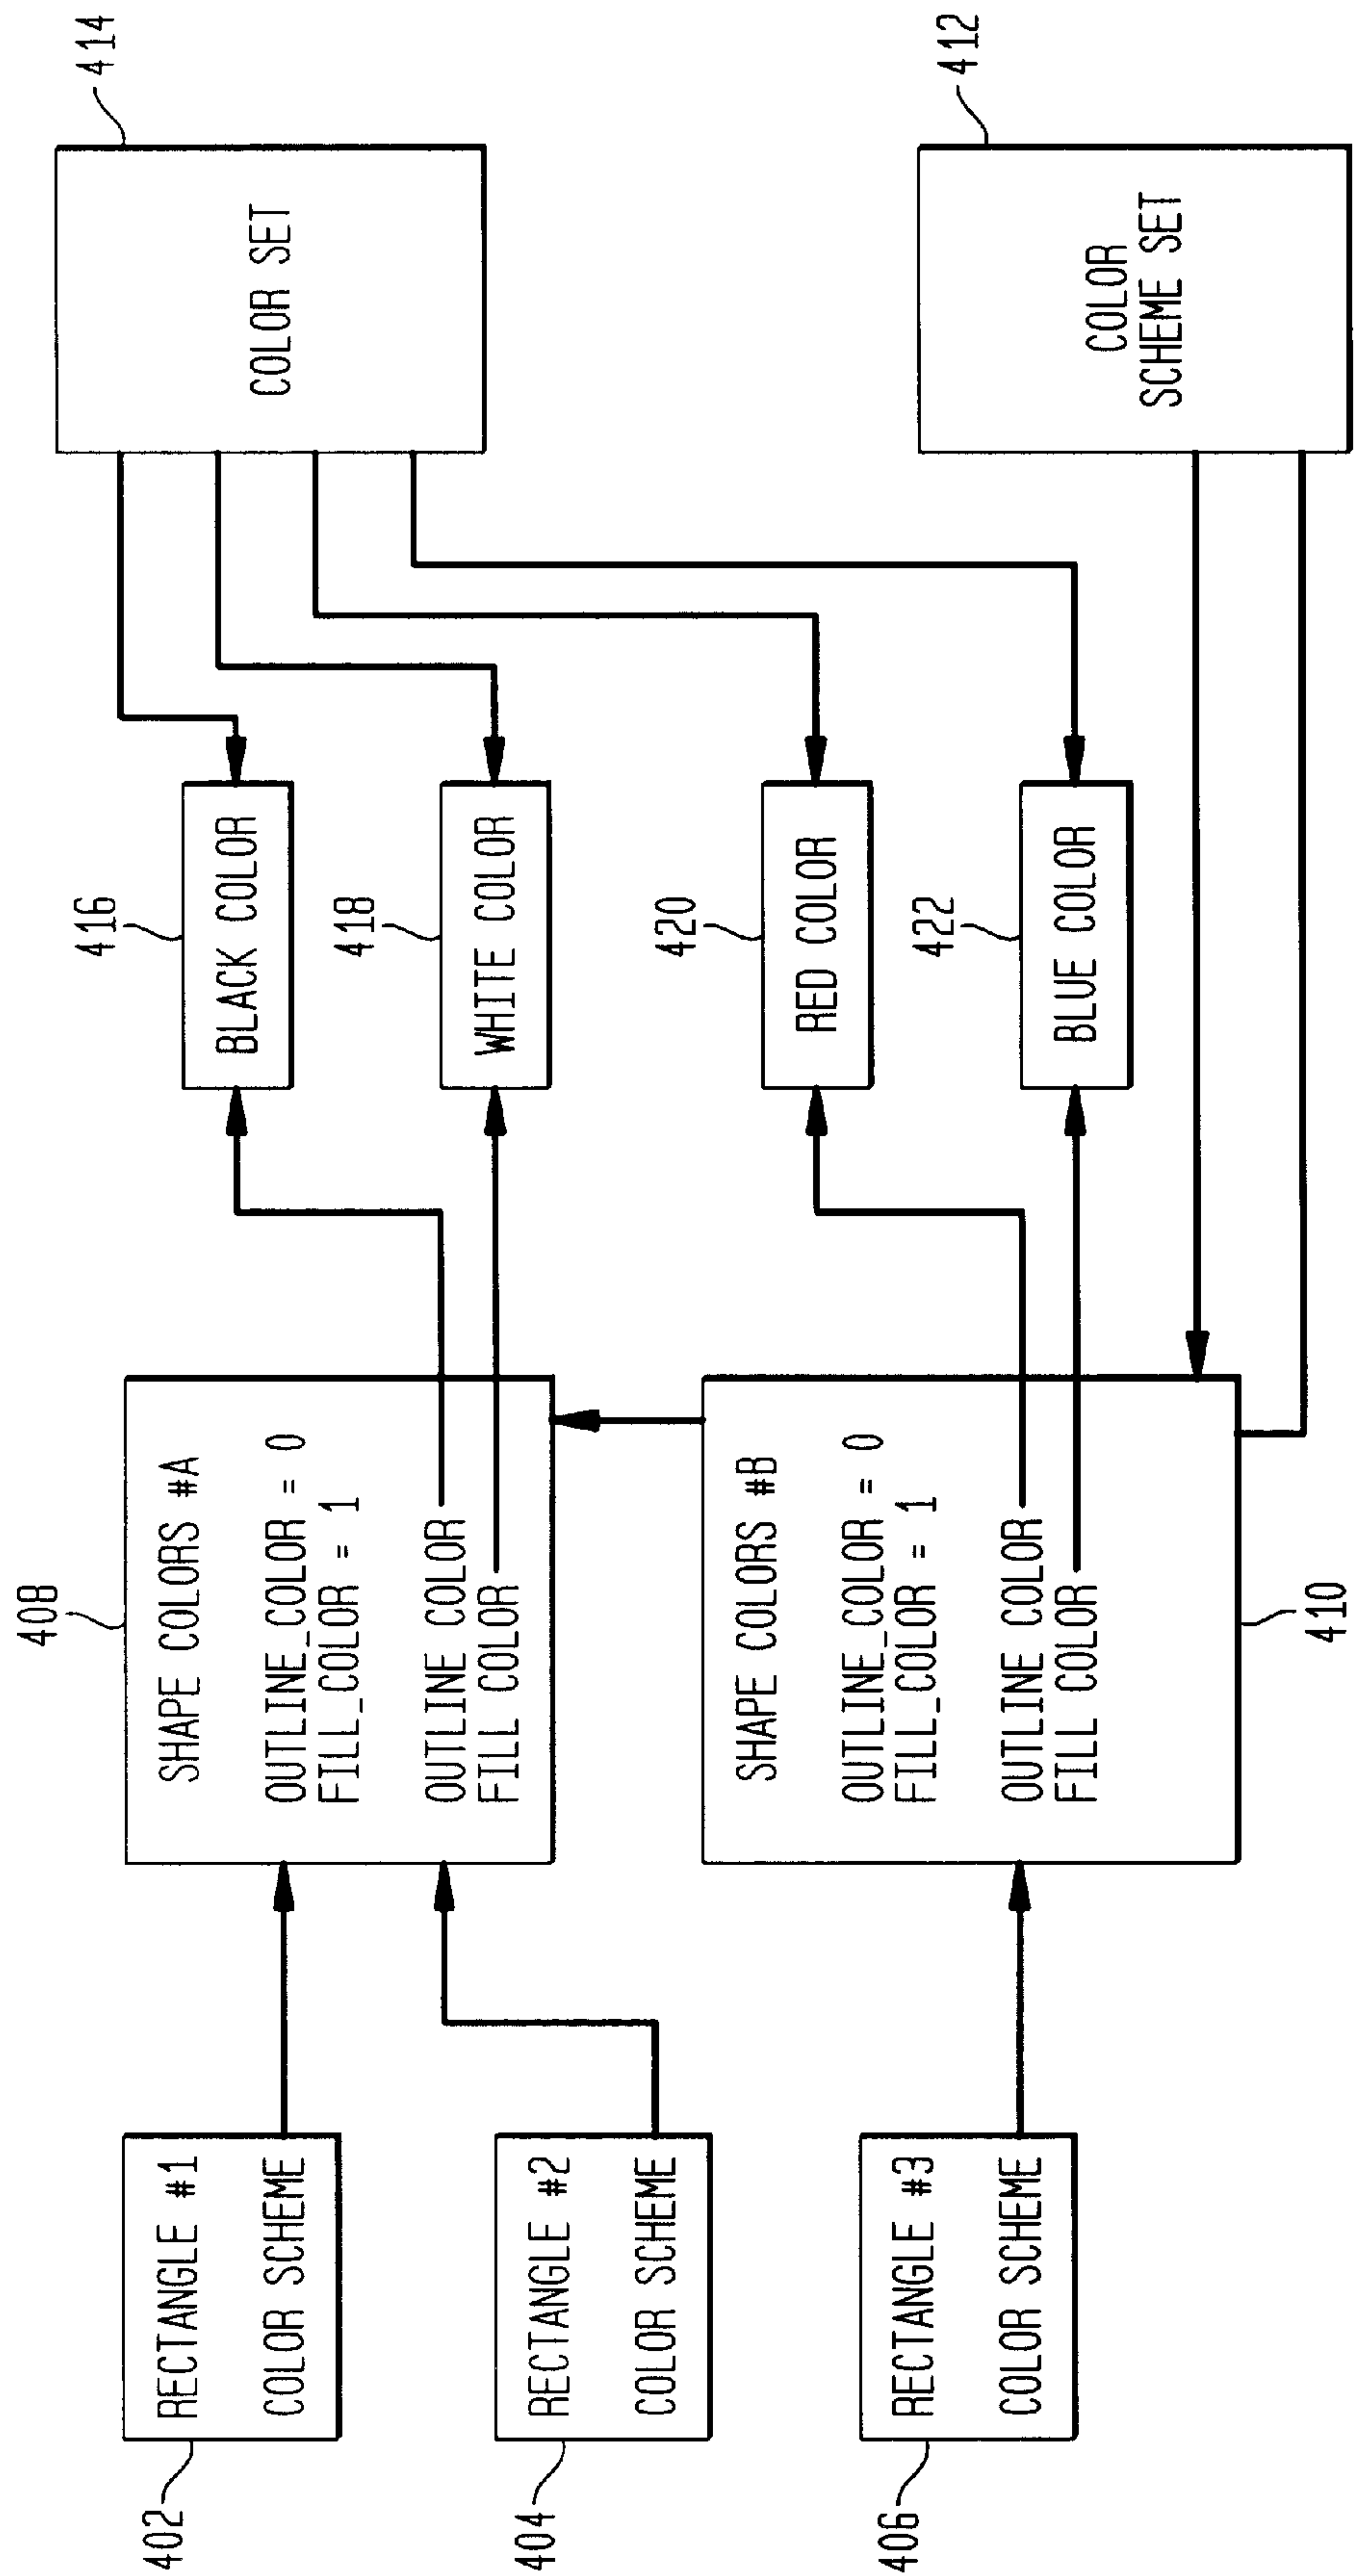 402
RECTANGLE #1
COLOR SCHEME
404
RECTANGLE #2
COLOR SCHEME
406
RECTANGLE #3
COLOR SCHEME
408
SHAPE COLORS #A
OUTLINE_COLOR = 0
FILL_COLOR = 1
OUTLINE COLOR
FILL COLOR
SHAPE COLORS #B
OUTLINE_COLOR = 0
FILL_COLOR = 1
OUTLINE COLOR
FILL COLOR
410
416
BLACK COLOR
418
WHITE COLOR
420
RED COLOR
422
BLUE COLOR
414
COLOR SET
412
COLOR
SCHEME SET